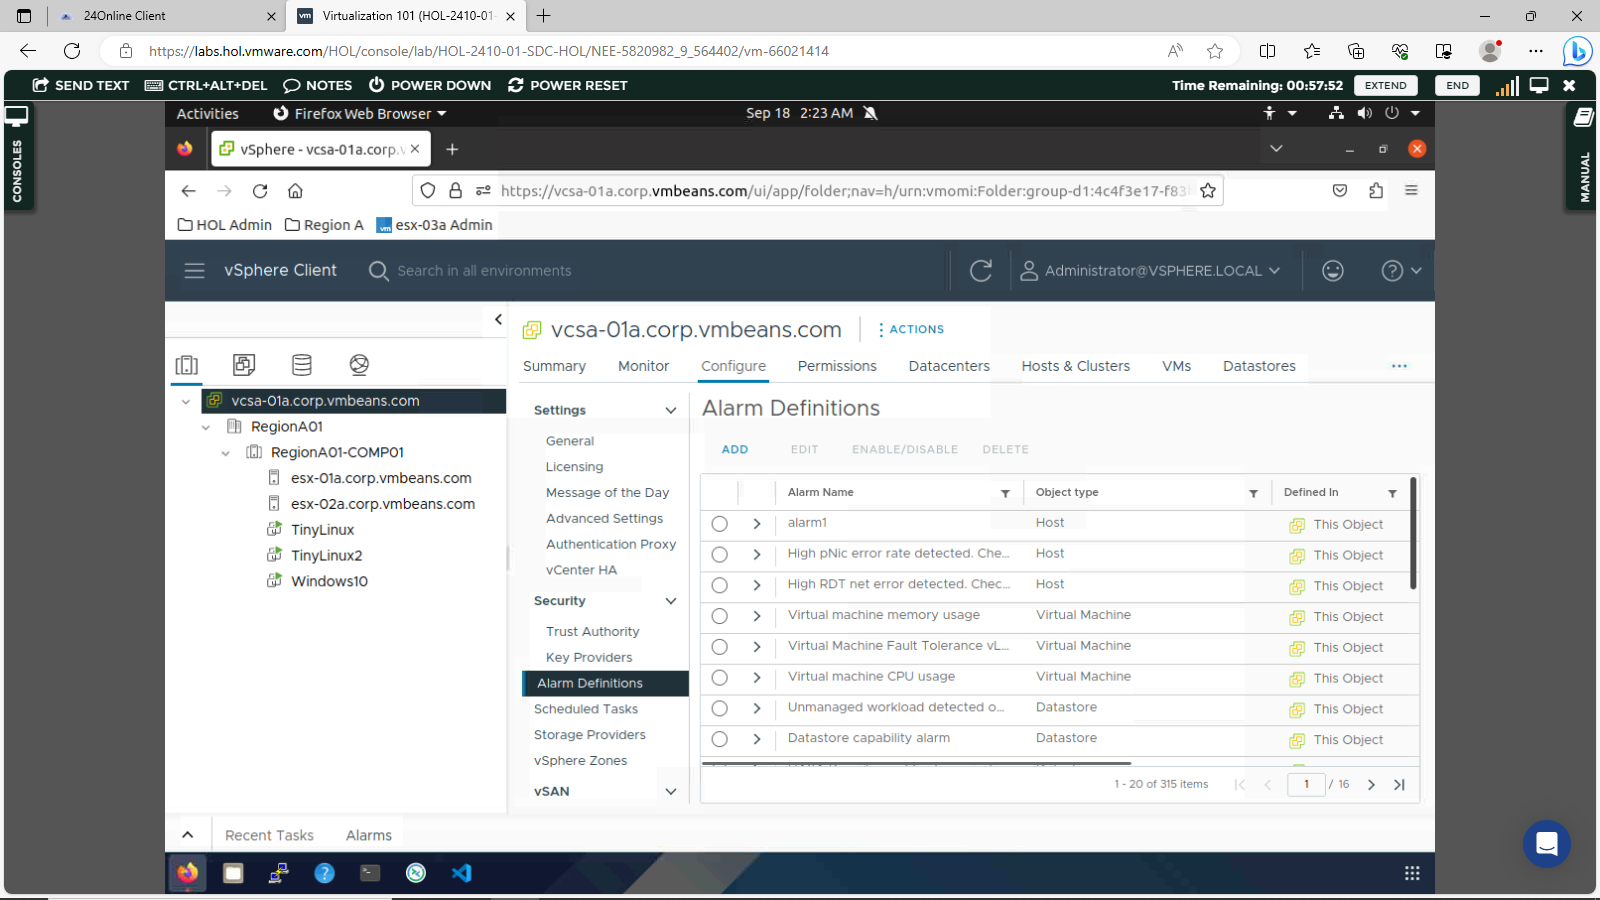 24Online Client
Virtualization 101 (HOL-2410-01-
https://labs.hol.vmware.com/HOL/console/lab/HOL-2410-01-SDC-HOL/NEE-5820982_9_564402/vm-66021414
SEND TEXT
CTRL+ALT+DEL
NOTES
POWER DOWN
POWER RESET
Time Remaining: 00:57:52
EXTEND
END
CONSOLES
MANUAL
Activities
Firefox Web Browser
Sep 18 2:23 AM
vSphere - vcsa-01a.corp.v
https://vcsa-01a.corp.vmbeans.com/ui/app/folder;nav=h/urn:vmomi:Folder:group-d1:4c4f3e17-f83
HOL Admin
Region A
vm esx-03a Admin
vSphere Client
Search in all environments
Administrator@VSPHERE.LOCAL
vcsa-01a.corp.vmbeans.com
RegionA01
RegionA01-COMP01
esx-01a.corp.vmbeans.com
esx-02a.corp.vmbeans.com
TinyLinux
TinyLinux2
Windows10
vcsa-01a.corp.vmbeans.com
ACTIONS
Summary
Monitor
Configure
Permissions
Datacenters
Hosts & Clusters
VMs
Datastores
Settings
General
Licensing
Message of the Day
Advanced Settings
Authentication Proxy
vCenter HA
Security
Trust Authority
Key Providers
Alarm Definitions
Scheduled Tasks
Storage Providers
vSphere Zones
vSAN
Alarm Definitions
ADD
EDIT
ENABLE/DISABLE
DELETE
Alarm Name Object type Defined In
alarm1 Host This Object
High pNic error rate detected. Che... Host This Object
High RDT net error detected. Chec... Host This Object
Virtual machine memory usage Virtual Machine This Object
Virtual Machine Fault Tolerance vL... Virtual Machine This Object
Virtual machine CPU usage Virtual Machine This Object
Unmanaged workload detected o... Datastore This Object
Datastore capability alarm Datastore This Object
1 - 20 of 315 items
1 / 16
Recent Tasks
Alarms